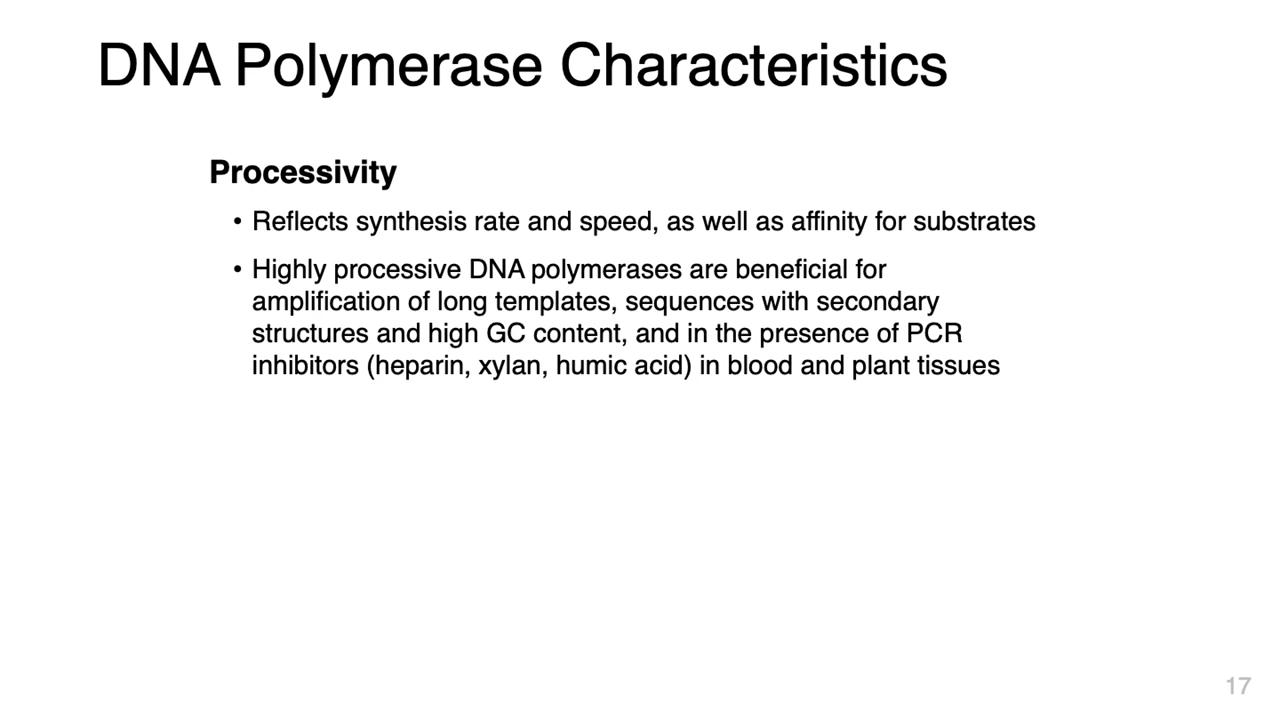 DNA Polymerase Characteristics
Processivity
• Reflects synthesis rate and speed, as well as affinity for substrates
• Highly processive DNA polymerases are beneficial for
amplification of long templates, sequences with secondary
structures and high GC content, and in the presence of PCR
inhibitors (heparin, xylan, humic acid) in blood and plant tissues
17